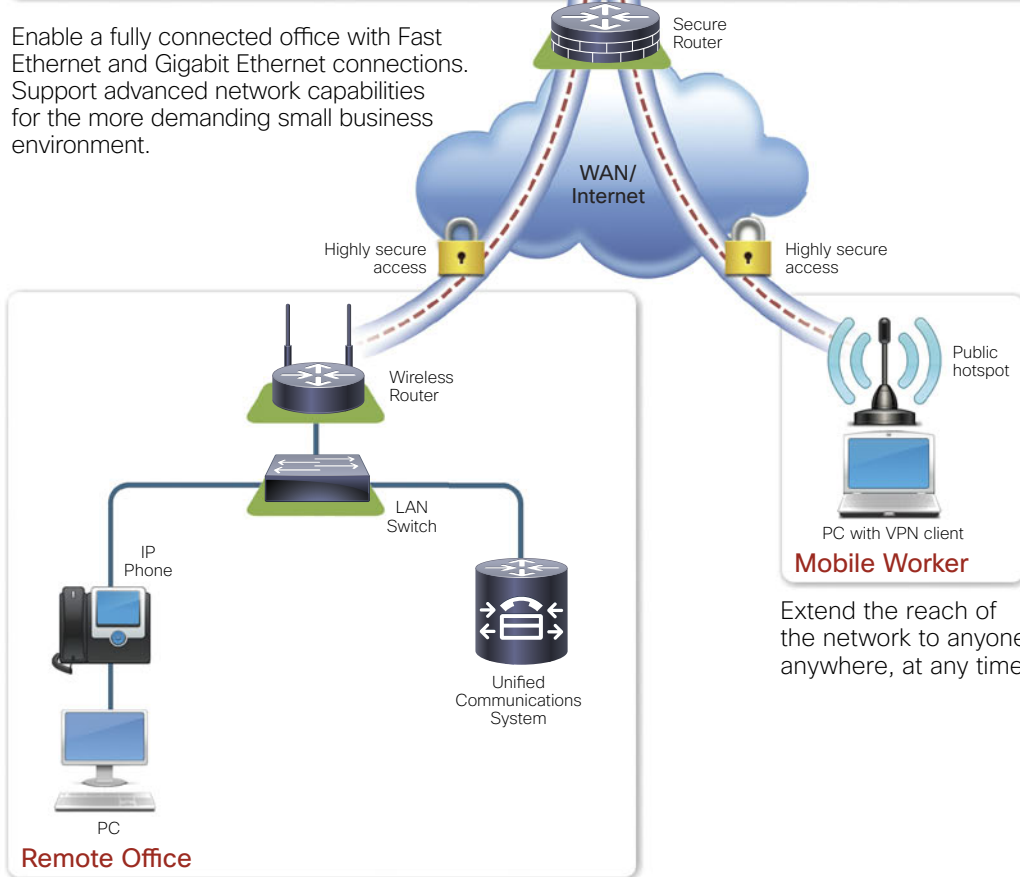 Enable a fully connected office with Fast
Ethernet and Gigabit Ethernet connections.
Support advanced network capabilities
for the more demanding small business
environment.
Secure
Router
WAN/
Internet
Highly secure
access
Highly secure
access
Wireless
Router
Public
hotspot
LAN
Switch
PC with VPN client
Mobile Worker
IP
Phone
Extend the reach of
the network to anyone
anywhere, at any time
Unified
Communications
System
PC
Remote Office